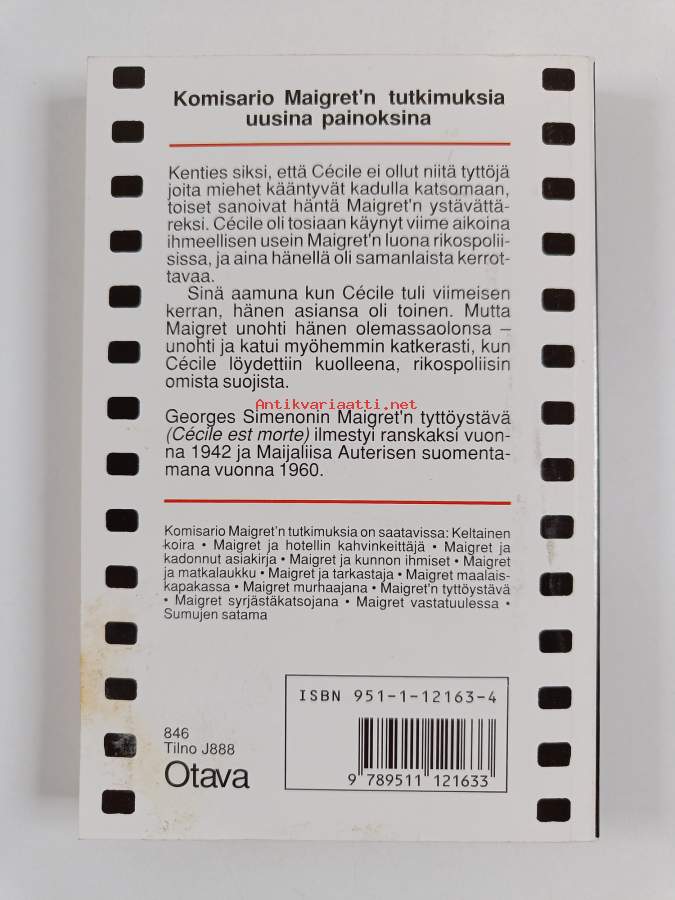 Komisario Maigret'n tutkimuksia
uusina painoksina
Kenties siksi, että Cécile ei ollut niitä tyttöjä
joita miehet kääntyvät kadulla katsomaan,
toiset sanoivat häntä Maigret'n ystävättä-
reksi. Cécile oli tosiaan käynyt viime aikoina
ihmeellisen usein Maigret'n luona rikospolii-
sissa, ja aina hänellä oli samanlaista kerrot-
tavaa.
Sinä aamuna kun Cécile tuli viimeisen
kerran, hänen asiansa oli toinen. Mutta
Maigret unohti hänen olemassaolonsa –
unohti ja katui myöhemmin katkerasti, kun
Cécile löydettiin kuolleena, rikospoliisin
omista suojista.
Antikvariaatti.net
Georges Simenonin Maigret'n tyttöystävä
(Cécile est morte) ilmestyi ranskaksi vuon-
na 1942 ja Maijaliisa Auterisen suomenta-
mana vuonna 1960.
Komisario Maigret'n tutkimuksia on saatavissa: Keltainen
koira • Maigret ja hotellin kahvinkeittäjä • Maigret ja
kadonnut asiakirja • Maigret ja kunnon ihmiset • Maigret
ja matkalaukku • Maigret ja tarkastaja • Maigret maalais-
kapakassa • Maigret murhaajana • Maigret'n tyttöystävä
• Maigret syrjästäkatsojana • Maigret vastatuulessa •
Sumujen satama
ISBN 951-1-12163-4
846
Tilno J888
Otava
9 789511 121633